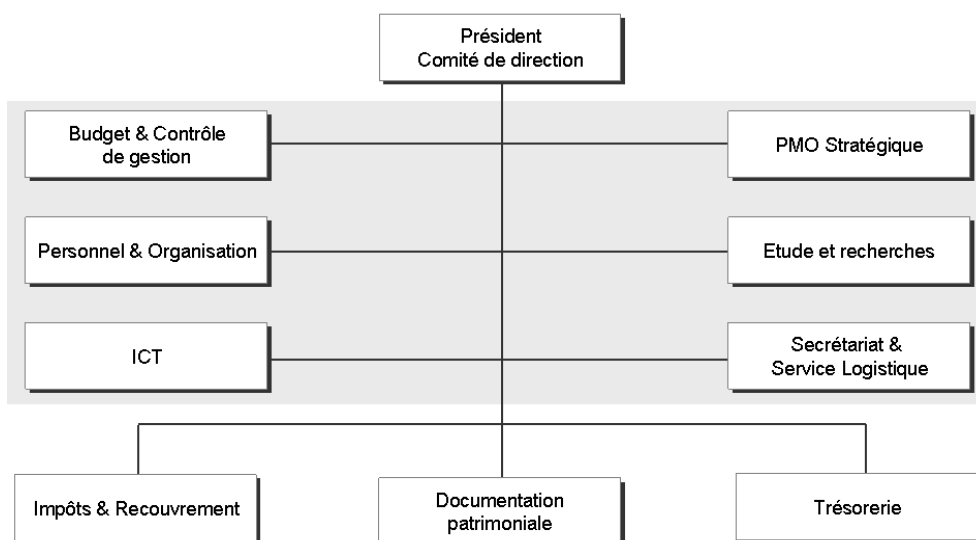 Président
Comité de direction
Budget & Contrôle
de gestion
PMO Stratégique
Personnel & Organisation
Etude et recherches
ICT
Secrétariat &
Service Logistique
Impôts & Recouvrement
Documentation
patrimoniale
Trésorerie